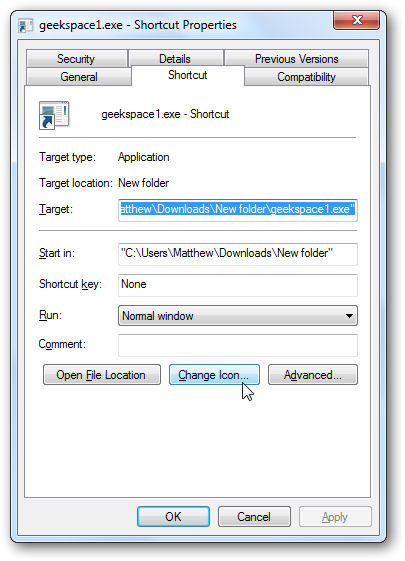 geekspace1.exe - Shortcut Properties
Security Details Previous Versions
General Shortcut Compatibility
geekspace1.exe - Shortcut
Target type: Application
Target location: New folder
Target: atthew\Downloads\New folder\geekspace1.exe"
Start in: "C:\Users\Matthew\Downloads\New folder"
Shortcut key: None
Run: Normal window
Comment:
Open File Location Change Icon... Advanced...
OK Cancel Apply